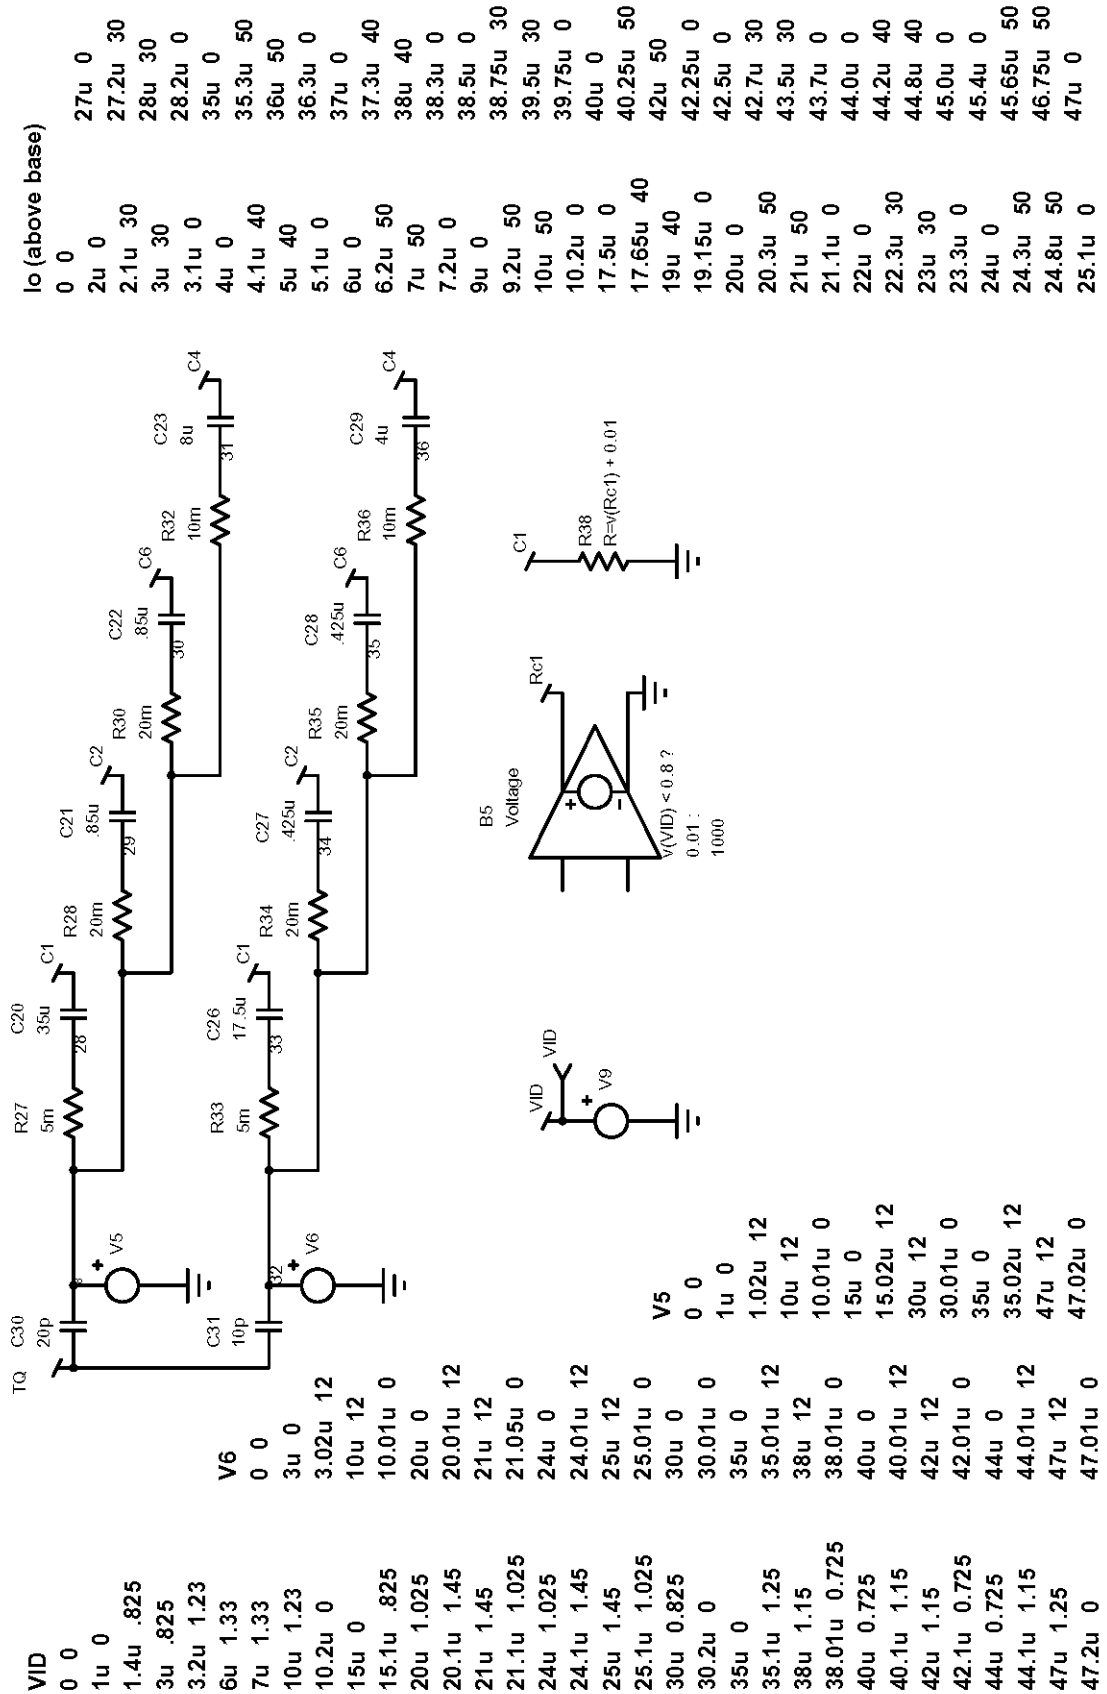 VID
0 0
1u 0
1.4u .825
3u .825
3.2u 1.23
6u 1.33
7u 1.33
10u 1.23
10.2u 0
15u 0
15.1u .825
20u 1.025
20.1u 1.45
21u 1.45
21.1u 1.025
24u 1.025
24.1u 1.45
25u 1.45
25.1u 1.025
30u 0.825
30.2u 0
35u 0
35.1u 1.25
38u 1.15
38.01u 0.725
40u 0.725
40.1u 1.15
42u 1.15
42.1u 0.725
44u 0.725
44.1u 1.15
47u 1.25
47.2u 0
V6
0 0
3u 0
3.02u 12
10u 12
10.01u 0
20u 0
20.01u 12
21u 12
21.05u 0
24u 0
24.01u 12
25u 12
25.01u 0
30u 0
30.01u 0
35u 0
35.01u 12
38u 12
38.01u 0
40u 0
40.01u 12
42u 12
42.01u 0
44u 0
44.01u 12
47u 12
47.01u 0
V5
0 0
1u 0
1.02u 12
10u 12
10.01u 0
15u 0
15.02u 12
30u 12
30.01u 0
35u 0
35.02u 12
47u 12
47.02u 0
TQ
C30
20p
V5
R27
5m
28
C20
35u
C1
R28
20m
29
C21
.85u
C2
R30
20m
30
C22
.85u
C6
R32
10m
31
C23
8u
C4
C31
10p
32
V6
R33
5m
33
C26
17.5u
C1
R34
20m
34
C27
.425u
C2
R35
20m
35
C28
.425u
C6
R36
10m
36
C29
4u
C4
VID
VID
V9
B5
Voltage
Rc1
V(VID) < 0.8 ?
0.01 :
1000
C1
R38
R=v(Rc1) + 0.01
Io (above base)
0 0
2u 0
2.1u 30
3u 30
3.1u 0
4u 0
4.1u 40
5u 40
5.1u 0
6u 0
6.2u 50
7u 50
7.2u 0
9u 0
9.2u 50
10u 50
10.2u 0
17.5u 0
17.65u 40
19u 40
19.15u 0
20u 0
20.3u 50
21u 50
21.1u 0
22u 0
22.3u 30
23u 30
23.3u 0
24u 0
24.3u 50
24.8u 50
25.1u 0
27u 0
27.2u 30
28u 30
28.2u 0
35u 0
35.3u 50
36u 50
36.3u 0
37u 0
37.3u 40
38u 40
38.3u 0
38.5u 0
38.75u 30
39.5u 30
39.75u 0
40u 0
40.25u 50
42u 50
42.25u 0
42.5u 0
42.7u 30
43.5u 30
43.7u 0
44.0u 0
44.2u 40
44.8u 40
45.0u 0
45.4u 0
45.65u 50
46.75u 50
47u 0